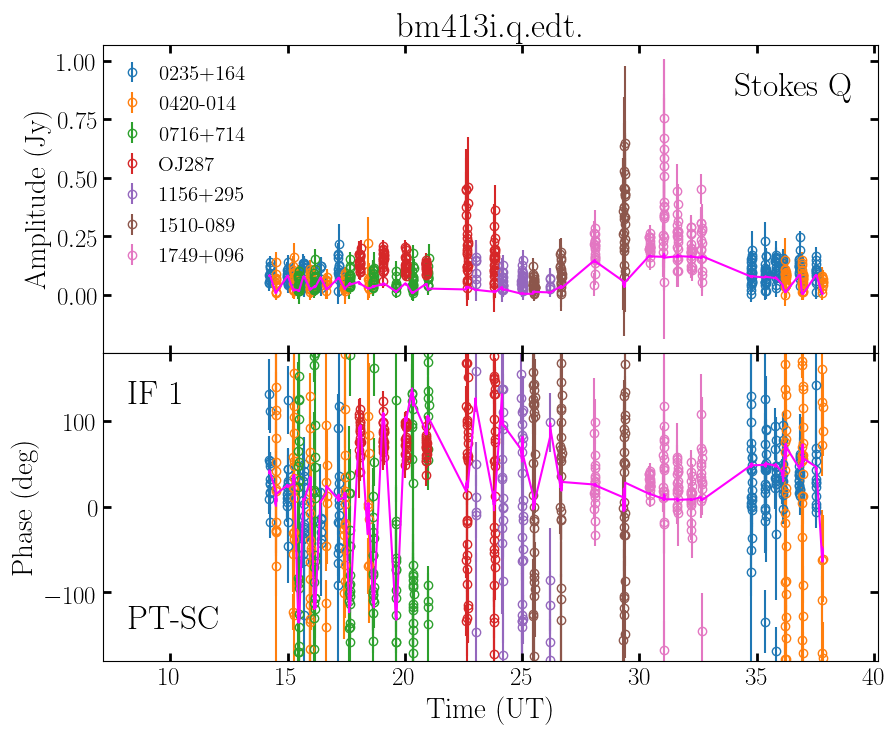 bm413i.q.edt.
Stokes Q
Amplitude (Jy)
1.00
0.75
0.50
0.25
0.00
0235+164
0420-014
0716+714
OJ287
1156+295
1510-089
1749+096
IF 1
PT-SC
Phase (deg)
100
0
−100
10 15 20 25 30 35 40
Time (UT)